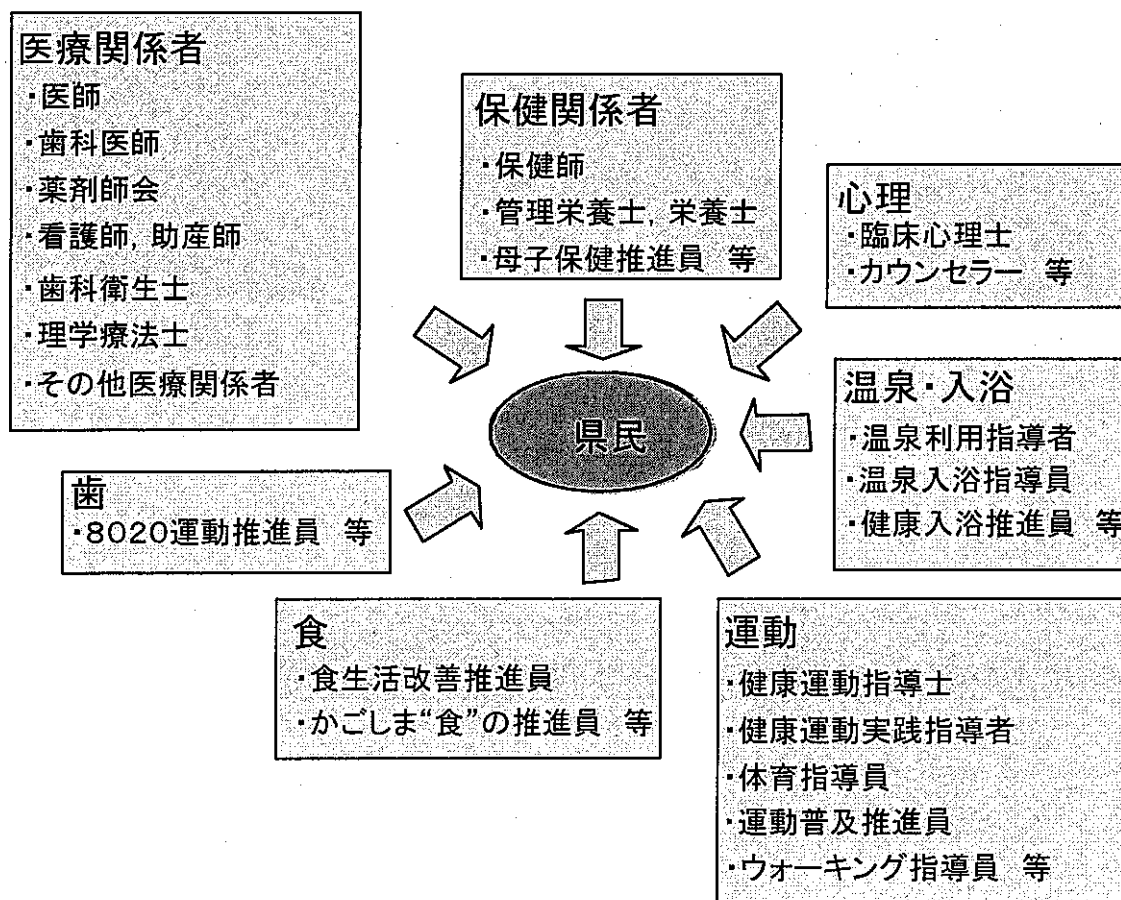 医療関係者
・医師
・歯科医師
・薬剤師会
・看護師, 助産師
・歯科衛生士
・理学療法士
・その他医療関係者
保健関係者
・保健師
・管理栄養士, 栄養士
・母子保健推進員 等
心理
・臨床心理士
・カウンセラー 等
温泉・入浴
・温泉利用指導者
・温泉入浴指導員
・健康入浴推進員 等
県民
歯
・8020運動推進員 等
食
・食生活改善推進員
・かごしま“食”の推進員 等
運動
・健康運動指導士
・健康運動実践指導者
・体育指導員
・運動普及推進員
・ウォーキング指導員 等